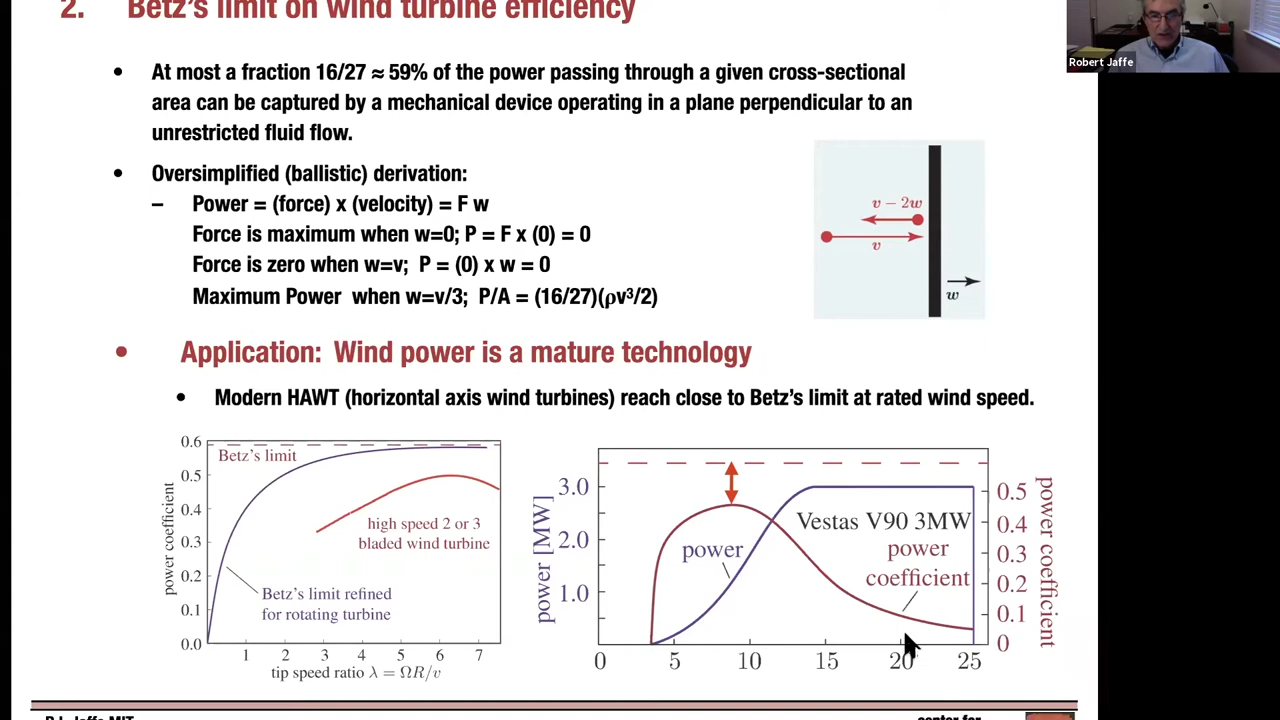 2. Betz's limit on wind turbine efficiency
Robert Jaffe
• At most a fraction 16/27 ≈ 59% of the power passing through a given cross-sectional
area can be captured by a mechanical device operating in a plane perpendicular to an
unrestricted fluid flow.
• Oversimplified (ballistic) derivation:
– Power = (force) x (velocity) = F w
Force is maximum when w=0; P = F x (0) = 0
Force is zero when w=v; P = (0) x w = 0
Maximum Power when w=v/3; P/A = (16/27)(ρv³/2)
v − 2w
v
w
• Application: Wind power is a mature technology
• Modern HAWT (horizontal axis wind turbines) reach close to Betz's limit at rated wind speed.
power coefficient
0.6
0.5
0.4
0.3
0.2
0.1
0.0
Betz's limit
high speed 2 or 3
bladed wind turbine
Betz's limit refined
for rotating turbine
1 2 3 4 5 6 7
tip speed ratio λ = ΩR/v
power [MW]
3.0
2.0
1.0
power
Vestas V90 3MW
power
coefficient
0.5
0.4
0.3
0.2
0.1
0
power coefficient
0 5 10 15 20 25
R.L. Jaffe MIT
center for